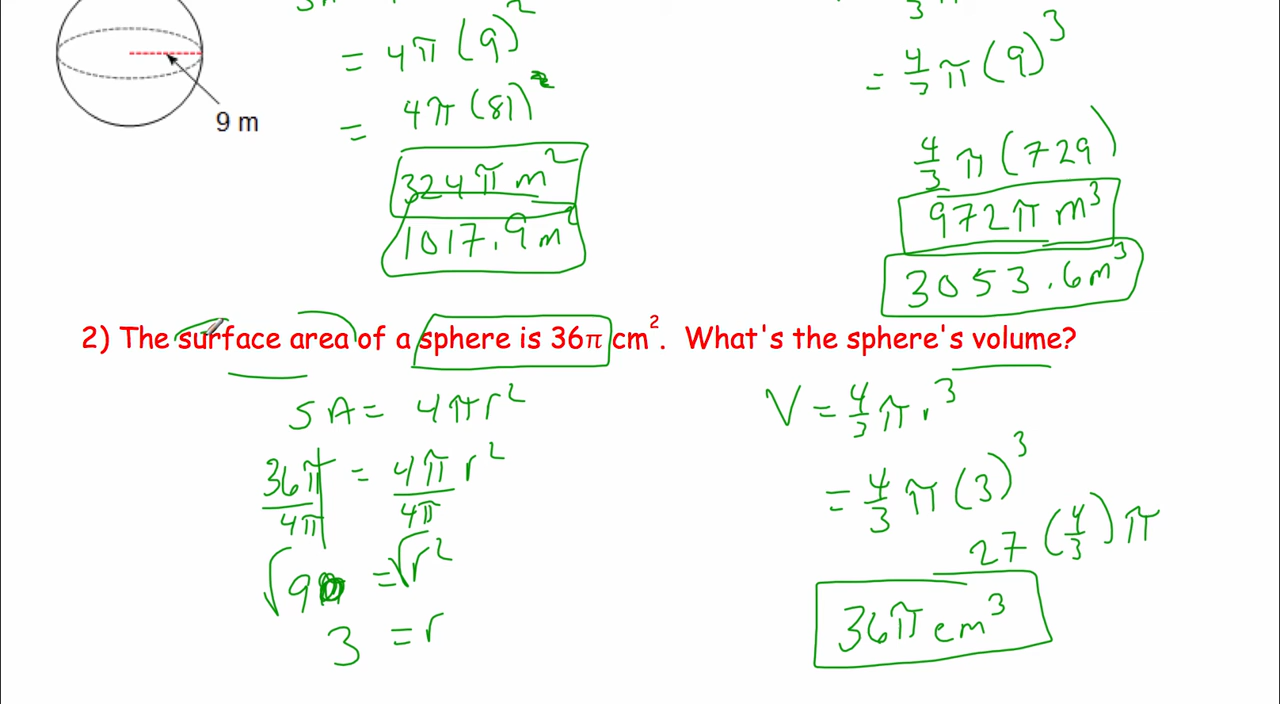 = 4π(9)²
= 4π(81)
324π m²
1017.9 m²
9 m
= 4/3 π(9)³
4/3 π(729)
972π m³
3053.6 m³
2) The surface area of a sphere is 36π cm². What's the sphere's volume?
SA = 4πr²
36π/4π = 4π/4π r²
√9 = √r²
3 = r
V = 4/3 πr³
= 4/3 π(3)³
27(4/3)π
36π cm³